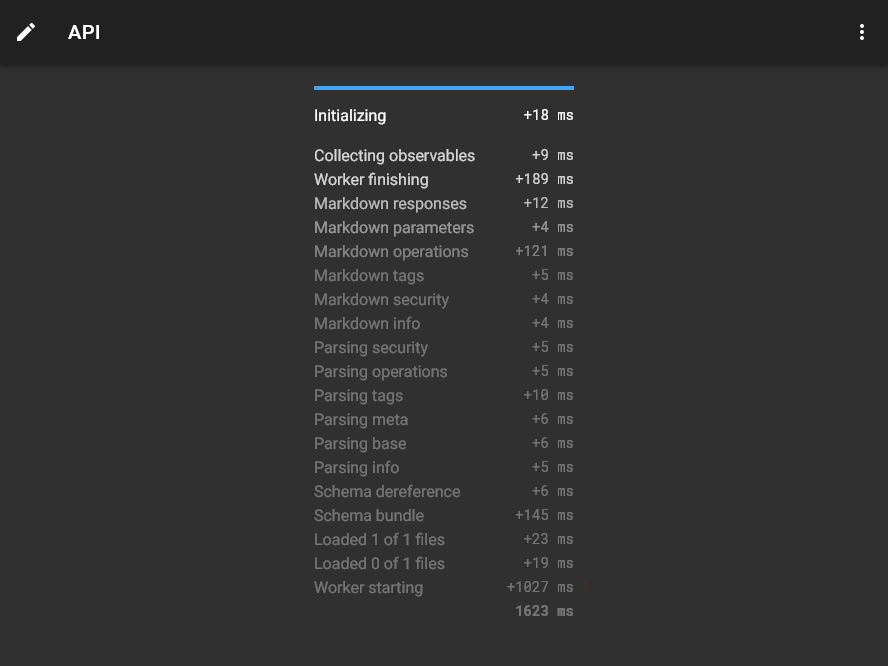 API
Initializing +18 ms
Collecting observables +9 ms
Worker finishing +189 ms
Markdown responses +12 ms
Markdown parameters +4 ms
Markdown operations +121 ms
Markdown tags +5 ms
Markdown security +4 ms
Markdown info +4 ms
Parsing security +5 ms
Parsing operations +5 ms
Parsing tags +10 ms
Parsing meta +6 ms
Parsing base +6 ms
Parsing info +5 ms
Schema dereference +6 ms
Schema bundle +145 ms
Loaded 1 of 1 files +23 ms
Loaded 0 of 1 files +19 ms
Worker starting +1027 ms
1623 ms